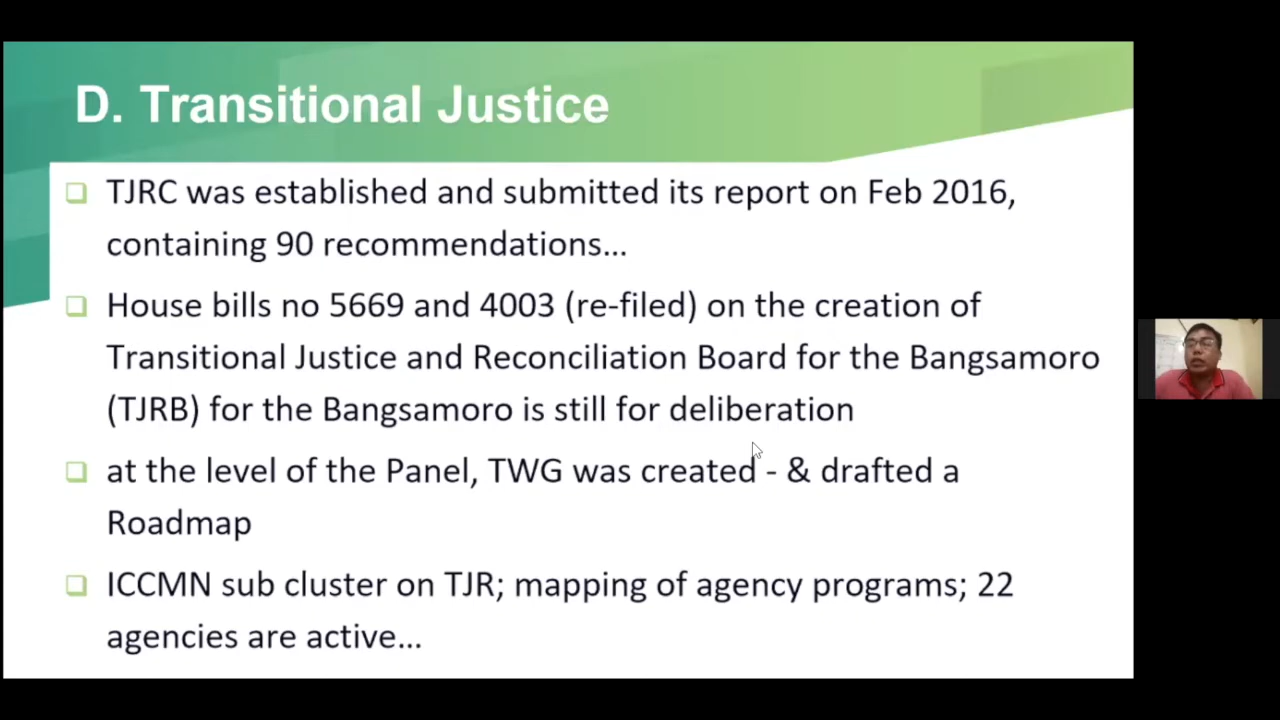 D. Transitional Justice
TJRC was established and submitted its report on Feb 2016,
containing 90 recommendations...
House bills no 5669 and 4003 (re-filed) on the creation of
Transitional Justice and Reconciliation Board for the Bangsamoro
(TJRB) for the Bangsamoro is still for deliberation
at the level of the Panel, TWG was created - & drafted a
Roadmap
ICCMN sub cluster on TJR; mapping of agency programs; 22
agencies are active...